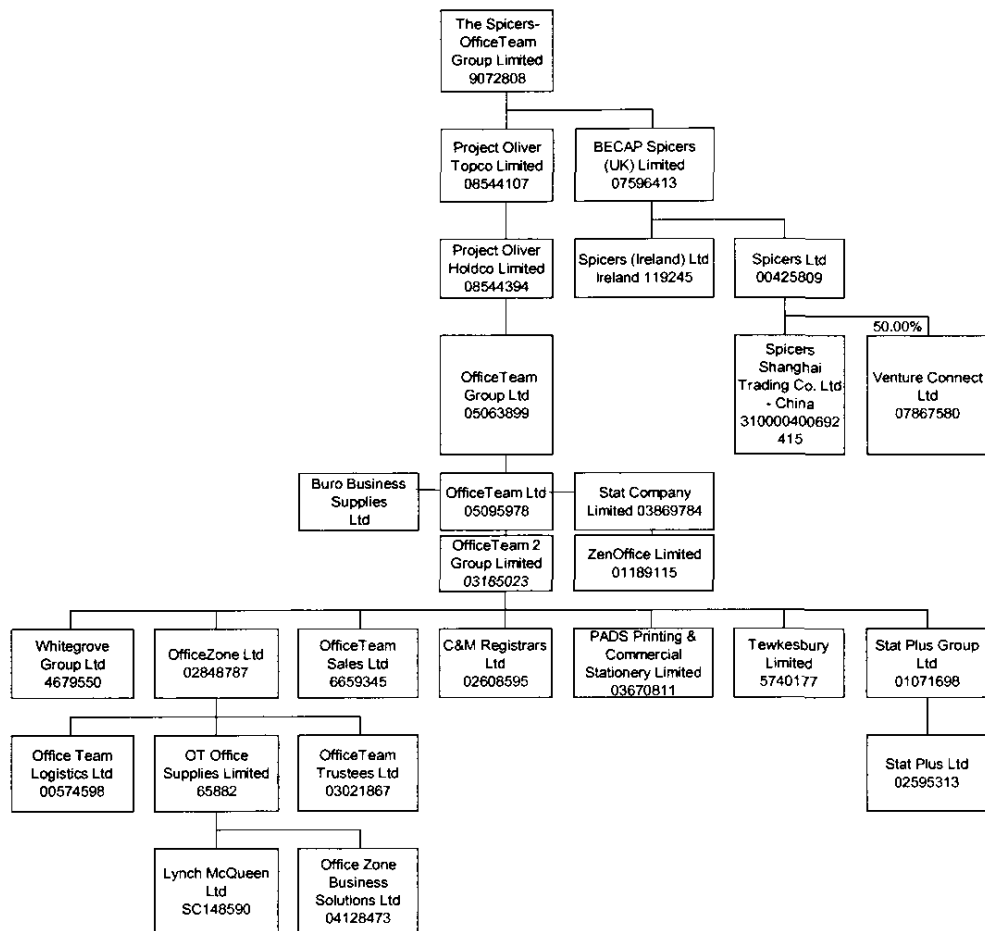 The Spicers-
OfficeTeam
Group Limited
9072808
Project Oliver
Topco Limited
08544107
BECAP Spicers
(UK) Limited
07596413
Project Oliver
Holdco Limited
08544394
Spicers (Ireland) Ltd
Ireland 119245
Spicers Ltd
00425809
50.00%
OfficeTeam
Group Ltd
05063899
Spicers
Shanghai
Trading Co. Ltd
- China
310000400692
415
Venture Connect
Ltd
07867580
Buro Business
Supplies
Ltd
OfficeTeam Ltd
05095978
Stat Company
Limited 03869784
OfficeTeam 2
Group Limited
03185023
ZenOffice Limited
01189115
Whitegrove
Group Ltd
4679550
OfficeZone Ltd
02848787
OfficeTeam
Sales Ltd
6659345
C&M Registrars
Ltd
02608595
PADS Printing &
Commercial
Stationery Limited
03670811
Tewkesbury
Limited
5740177
Stat Plus Group
Ltd
01071698
Office Team
Logistics Ltd
00574598
OT Office
Supplies Limited
65882
OfficeTeam
Trustees Ltd
03021867
Stat Plus Ltd
02595313
Lynch McQueen
Ltd
SC148590
Office Zone
Business
Solutions Ltd
04128473